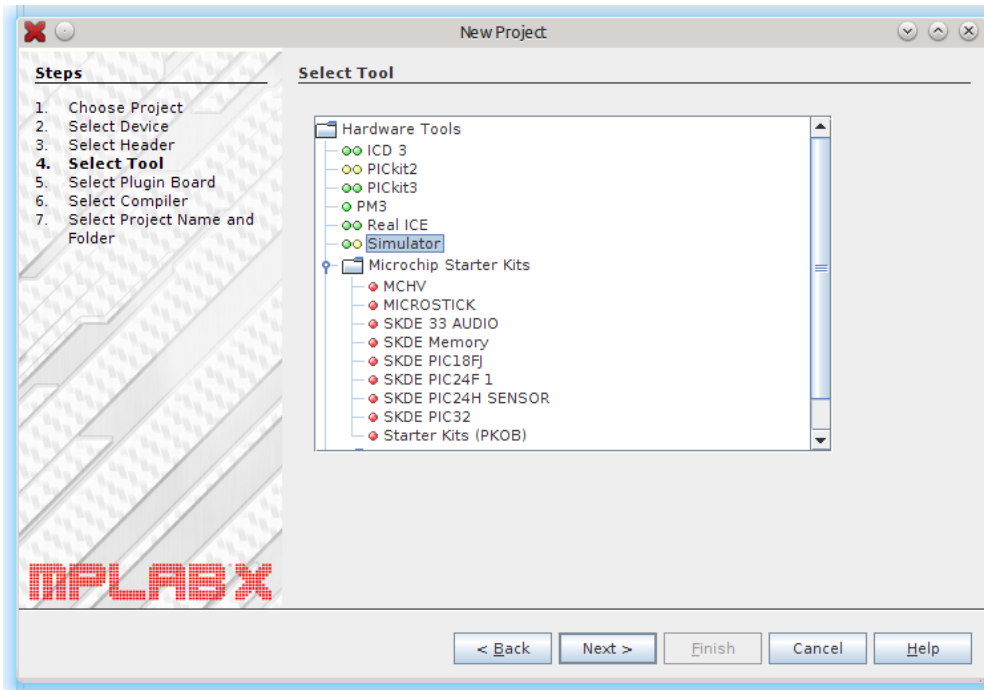 New Project
Steps
1. Choose Project
2. Select Device
3. Select Header
4. Select Tool
5. Select Plugin Board
6. Select Compiler
7. Select Project Name and
Folder
MPLAB X
Select Tool
Hardware Tools
ICD 3
PICkit2
PICkit3
PM3
Real ICE
Simulator
Microchip Starter Kits
MCHV
MICROSTICK
SKDE 33 AUDIO
SKDE Memory
SKDE PIC18FJ
SKDE PIC24F 1
SKDE PIC24H SENSOR
SKDE PIC32
Starter Kits (PKOB)
< Back
Next >
Finish
Cancel
Help